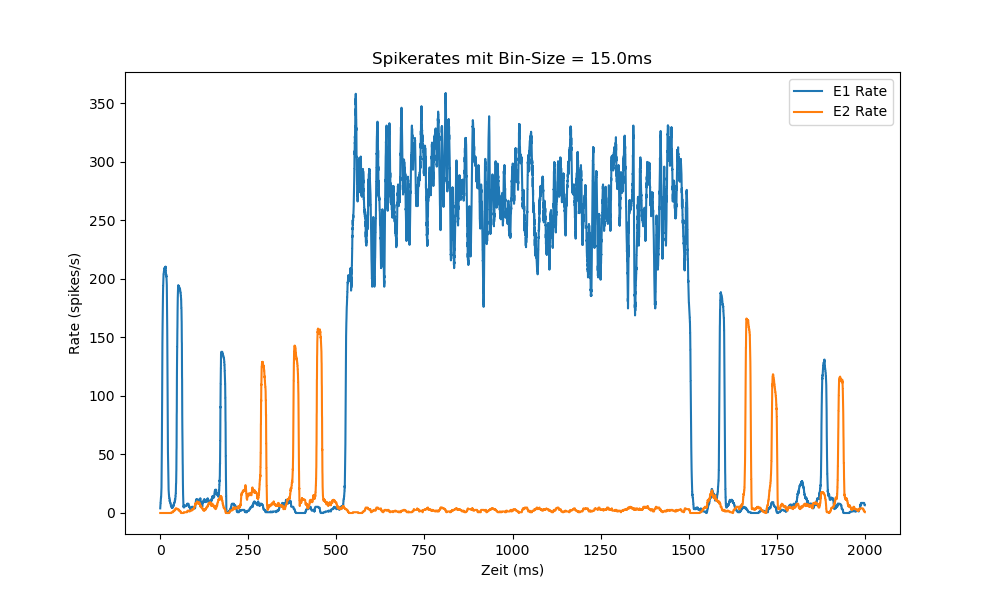 Spikerates mit Bin-Size = 15.0ms
E1 Rate
E2 Rate
Rate (spikes/s)
350
300
250
200
150
100
50
0
0 250 500 750 1000 1250 1500 1750 2000
Zeit (ms)